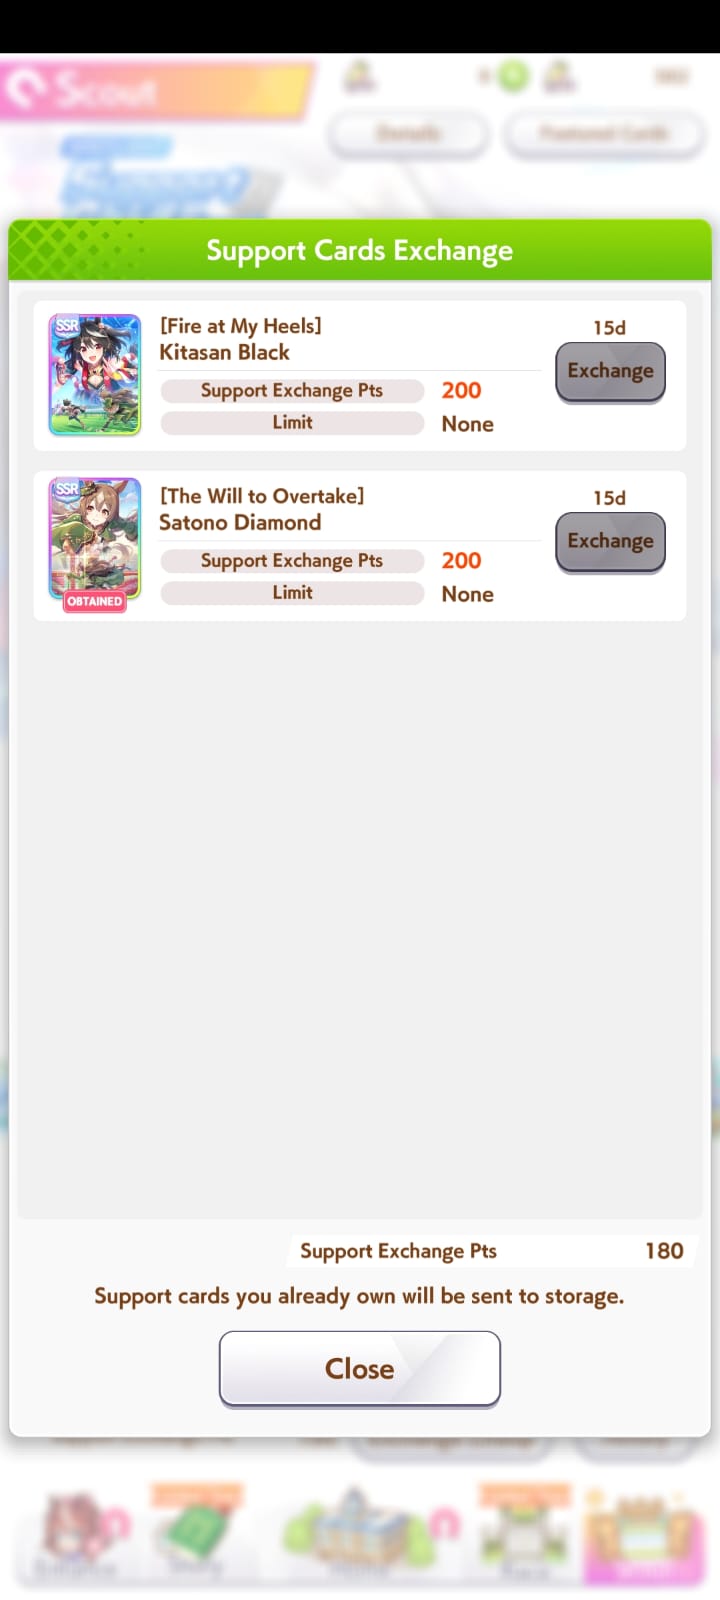 Scout
Details
Featured Cards
Support Cards Exchange
SSR
[Fire at My Heels]
Kitasan Black
15d
Exchange
Support Exchange Pts
200
Limit
None
SSR
OBTAINED
[The Will to Overtake]
Satono Diamond
15d
Exchange
Support Exchange Pts
200
Limit
None
Support Exchange Pts
180
Support cards you already own will be sent to storage.
Close